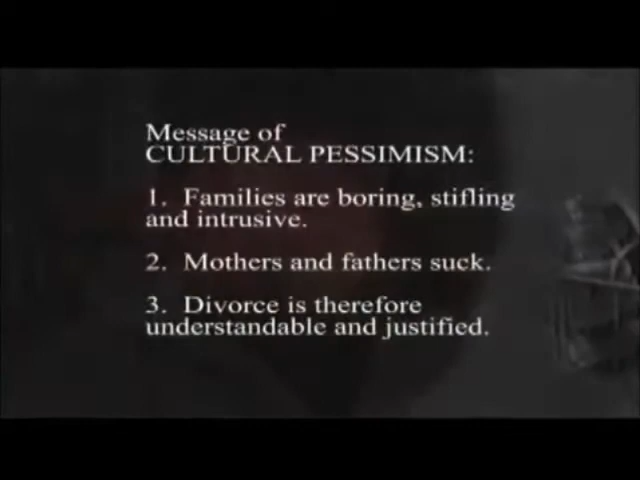 Message of
CULTURAL PESSIMISM:
1. Families are boring, stifling
and intrusive.
2. Mothers and fathers suck.
3. Divorce is therefore
understandable and justified.